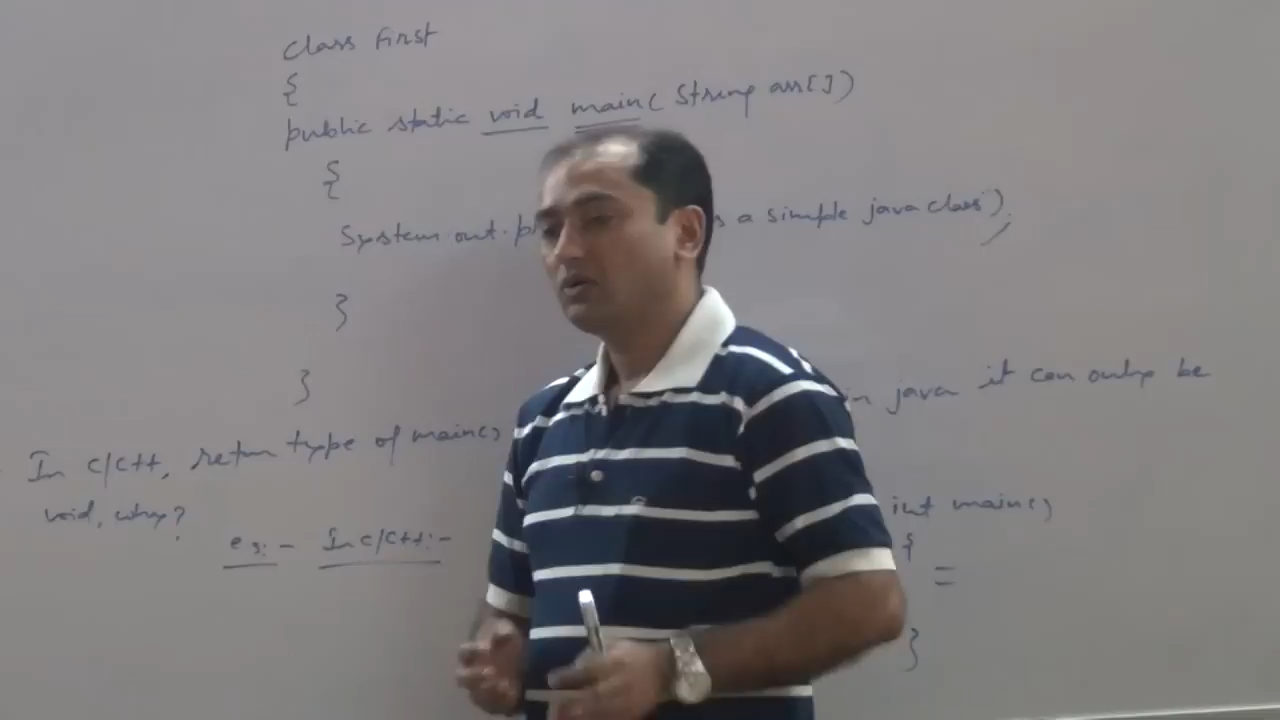 class First
{
public static void main( String arr[])
{
System.out.p s a simple java class).
}
}
In C/C++, return type of main() in java it can only be
void, why?
eg:- In C/C++:- int main()
{
=
}